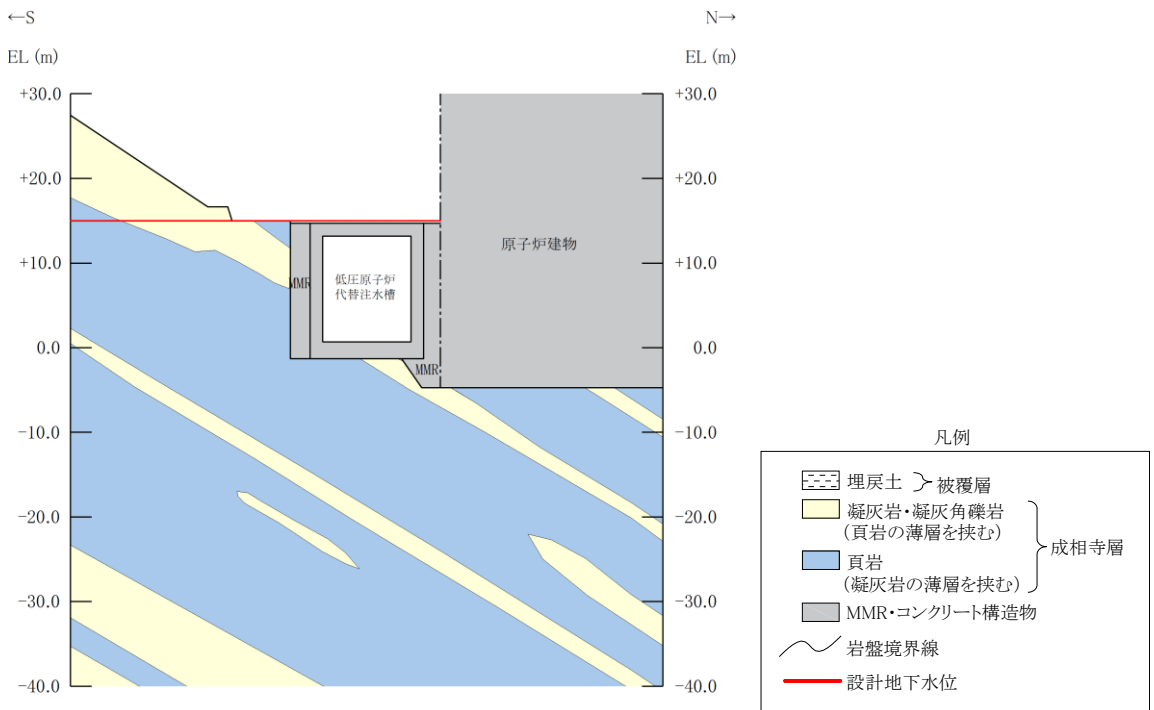 ←S
N→
EL (m)
EL (m)
+30.0
+30.0
+20.0
+20.0
+10.0
+10.0
0.0
0.0
−10.0
−10.0
−20.0
−20.0
−30.0
−30.0
−40.0
−40.0
原子炉建物
MMR
低圧原子炉
代替注水槽
MMR
凡例
埋戻土
被覆層
凝灰岩・凝灰角礫岩
(頁岩の薄層を挟む)
成相寺層
頁岩
(凝灰岩の薄層を挟む)
MMR・コンクリート構造物
岩盤境界線
設計地下水位